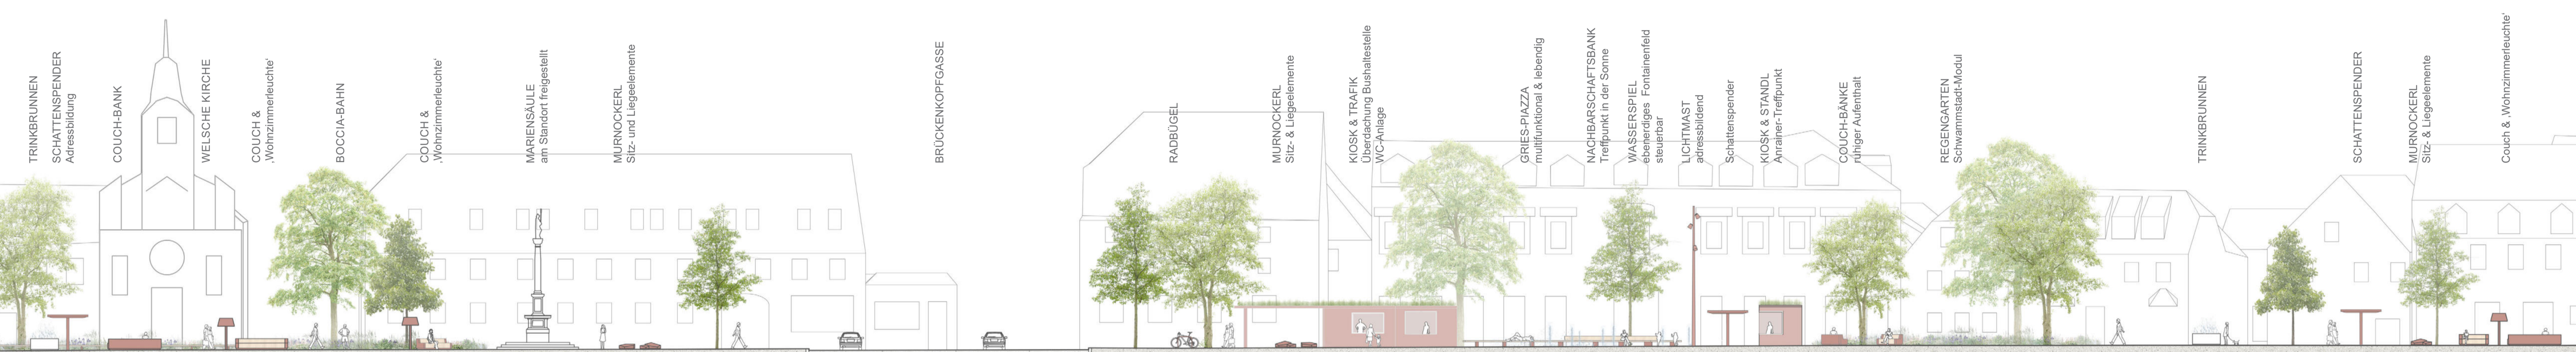 TRINKBRUNNEN
SCHATTENSPENDER
Adressbildung
COUCH-BANK
WELSCHE KIRCHE
COUCH &
‚Wohnzimmerleuchte'
BOCCIA-BAHN
COUCH &
‚Wohnzimmerleuchte'
MARIENSÄULE
am Standort freigestellt
MURNOCKERL
Sitz- und Liegeelemente
BRÜCKENKOPFGASSE
RADBÜGEL
MURNOCKERL
Sitz- & Liegeelemente
KIOSK & TRAFIK
Überdachung Bushaltestelle
WC-Anlage
GRIES-PIAZZA
multifunktional & lebendig
NACHBARSCHAFTSBANK
Treffpunkt in der Sonne
WASSERSPIEL
ebenerdiges Fontainenfeld
steuerbar
LICHTMAST
adressbildend
Schattenspender
KIOSK & STANDL
Anrainer-Treffpunkt
COUCH-BÄNKE
ruhiger Aufenthalt
REGENGARTEN
Schwammstadt-Modul
TRINKBRUNNEN
SCHATTENSPENDER
MURNOCKERL
Sitz- & Liegeelemente
Couch & ‚Wohnzimmerleuchte'